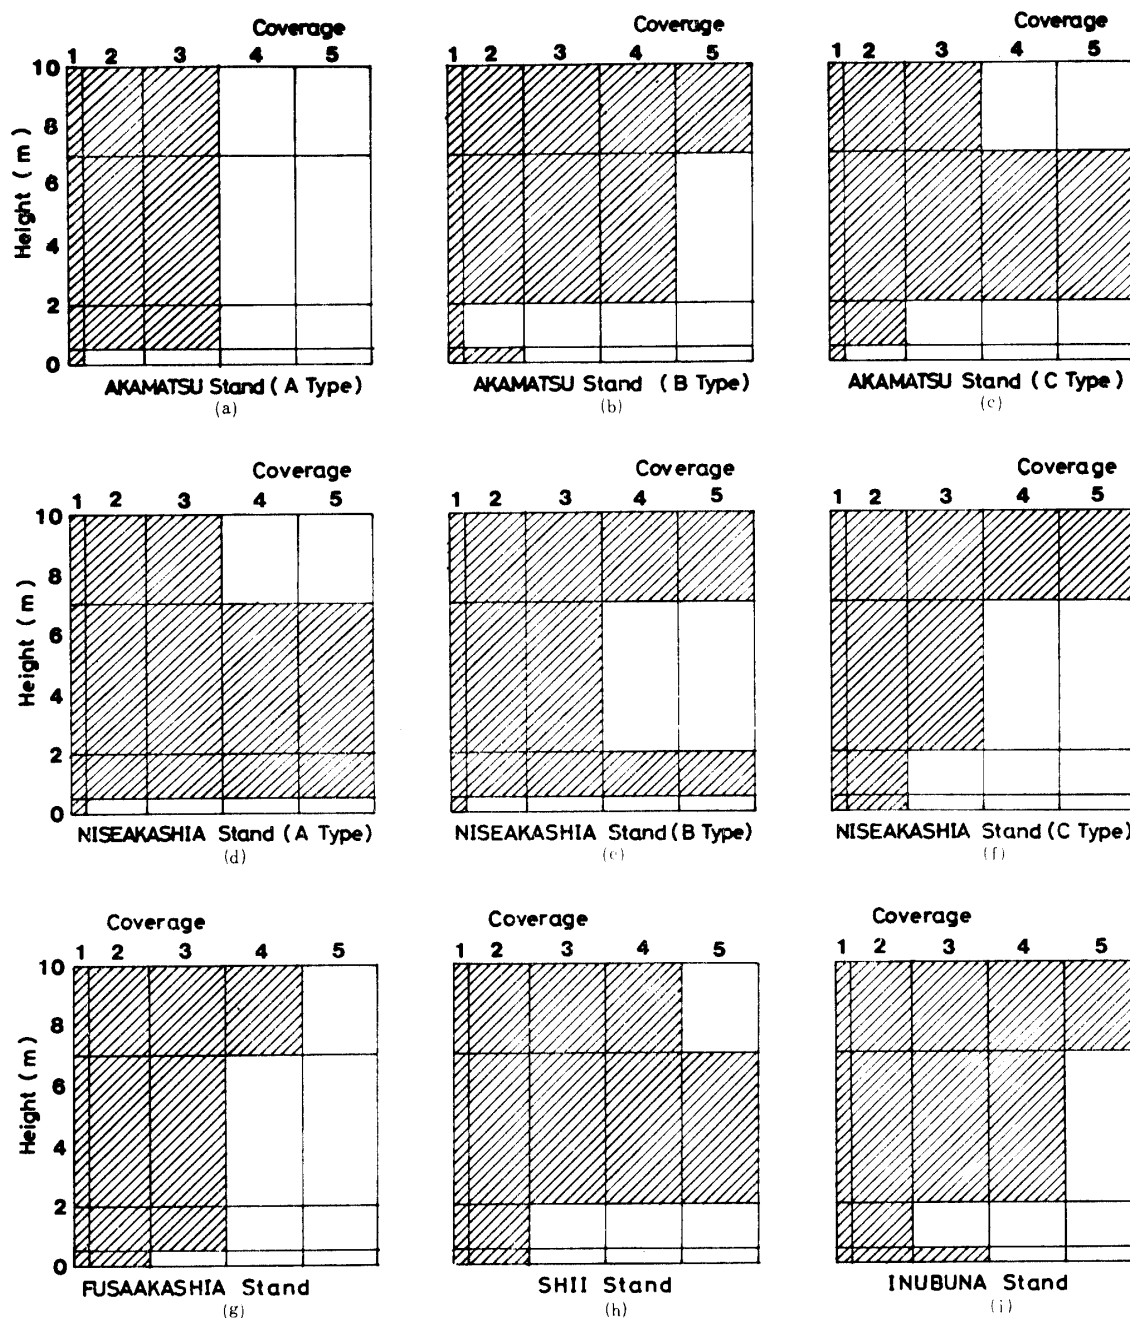 Coverage
1 2 3 4 5
10
8
6
4
2
0
Height (m)
AKAMATSU Stand (A Type)
(a)
Coverage
1 2 3 4 5
AKAMATSU Stand (B Type)
(b)
Coverage
1 2 3 4 5
AKAMATSU Stand (C Type)
(c)
Coverage
1 2 3 4 5
10
8
6
4
2
0
Height (m)
NISEAKASHIA Stand (A Type)
(d)
Coverage
1 2 3 4 5
NISEAKASHIA Stand (B Type)
(e)
Coverage
1 2 3 4 5
NISEAKASHIA Stand (C Type)
(f)
Coverage
1 2 3 4 5
10
8
6
4
2
0
Height (m)
FUSAAKASHIA Stand
(g)
Coverage
1 2 3 4 5
SHII Stand
(h)
Coverage
1 2 3 4 5
INUBUNA Stand
(i)